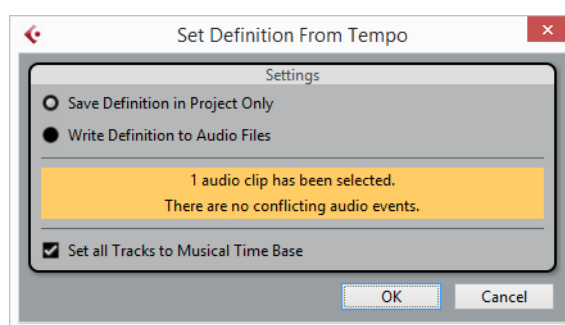 Set Definition From Tempo
Settings
Save Definition in Project Only
Write Definition to Audio Files
1 audio clip has been selected.
There are no conflicting audio events.
Set all Tracks to Musical Time Base
OK Cancel